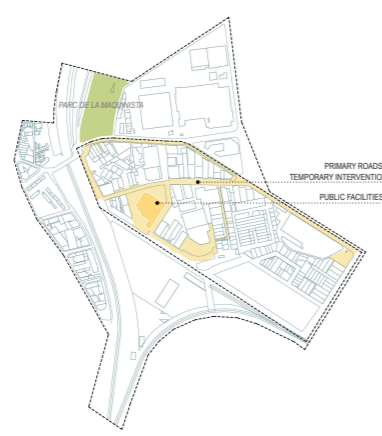 PARC DE LA MAQUINISTA
PRIMARY ROADS
TEMPORARY INTERVENTIO
PUBLIC FACILITIES